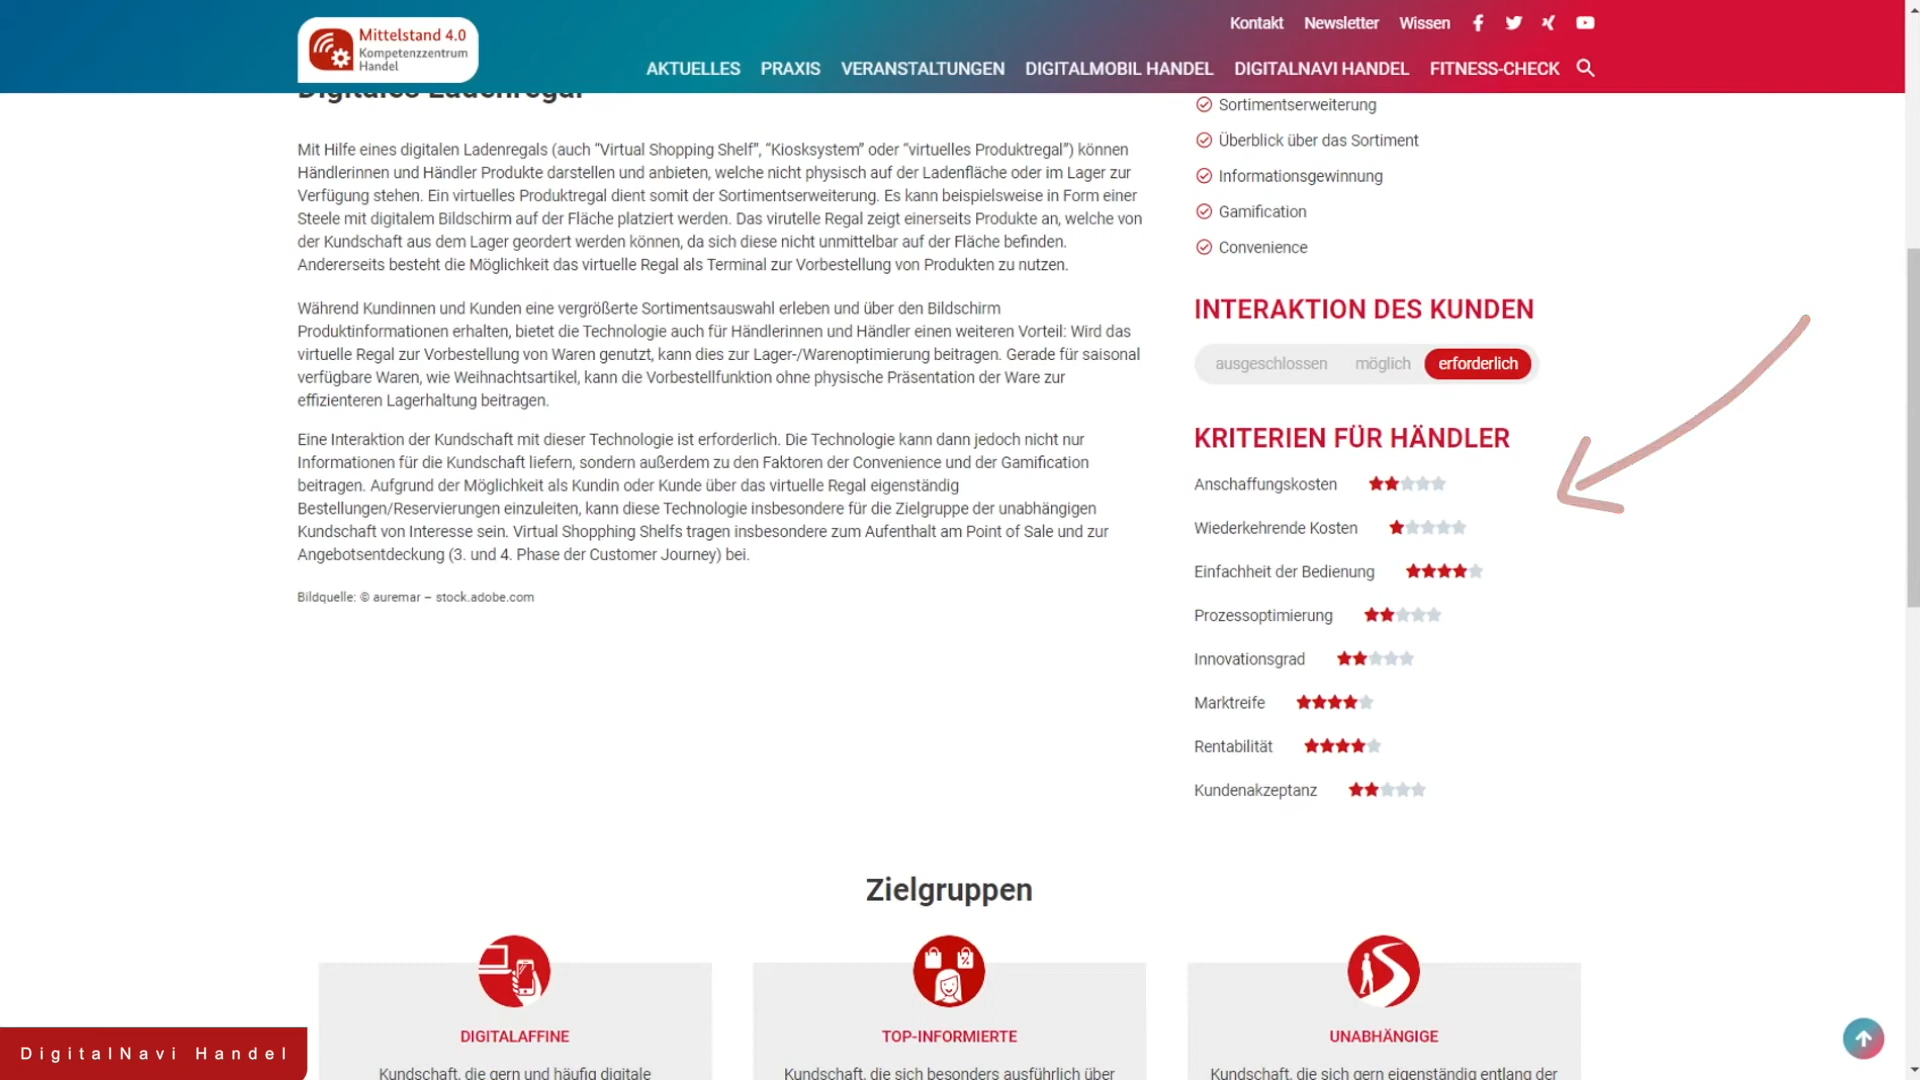 Mittelstand 4.0
Kompetenzzentrum
Handel
Kontakt Newsletter Wissen
AKTUELLES PRAXIS VERANSTALTUNGEN DIGITALMOBIL HANDEL DIGITALNAVI HANDEL FITNESS-CHECK
Digitales Ladenregal
Mit Hilfe eines digitalen Ladenregals (auch “Virtual Shopping Shelf”, “Kiosksystem” oder “virtuelles Produktregal”) können
Händlerinnen und Händler Produkte darstellen und anbieten, welche nicht physisch auf der Ladenfläche oder im Lager zur
Verfügung stehen. Ein virtuelles Produktregal dient somit der Sortimentserweiterung. Es kann beispielsweise in Form einer
Steele mit digitalem Bildschirm auf der Fläche platziert werden. Das virutelle Regal zeigt einerseits Produkte an, welche von
der Kundschaft aus dem Lager geordert werden können, da sich diese nicht unmittelbar auf der Fläche befinden.
Andererseits besteht die Möglichkeit das virtuelle Regal als Terminal zur Vorbestellung von Produkten zu nutzen.
Während Kundinnen und Kunden eine vergrößerte Sortimentsauswahl erleben und über den Bildschirm
Produktinformationen erhalten, bietet die Technologie auch für Händlerinnen und Händler einen weiteren Vorteil: Wird das
virtuelle Regal zur Vorbestellung von Waren genutzt, kann dies zur Lager-/Warenoptimierung beitragen. Gerade für saisonal
verfügbare Waren, wie Weihnachtsartikel, kann die Vorbestellfunktion ohne physische Präsentation der Ware zur
effizienteren Lagerhaltung beitragen.
Eine Interaktion der Kundschaft mit dieser Technologie ist erforderlich. Die Technologie kann dann jedoch nicht nur
Informationen für die Kundschaft liefern, sondern außerdem zu den Faktoren der Convenience und der Gamification
beitragen. Aufgrund der Möglichkeit als Kundin oder Kunde über das virtuelle Regal eigenständig
Bestellungen/Reservierungen einzuleiten, kann diese Technologie insbesondere für die Zielgruppe der unabhängigen
Kundschaft von Interesse sein. Virtual Shopphing Shelfs tragen insbesondere zum Aufenthalt am Point of Sale und zur
Angebotsentdeckung (3. und 4. Phase der Customer Journey) bei.
Bildquelle: © auremar – stock.adobe.com
Sortimentserweiterung
Überblick über das Sortiment
Informationsgewinnung
Gamification
Convenience
INTERAKTION DES KUNDEN
ausgeschlossen möglich erforderlich
KRITERIEN FÜR HÄNDLER
Anschaffungskosten
Wiederkehrende Kosten
Einfachheit der Bedienung
Prozessoptimierung
Innovationsgrad
Marktreife
Rentabilität
Kundenakzeptanz
Zielgruppen
DIGITALAFFINE
Kundschaft, die gern und häufig digitale
TOP-INFORMIERTE
Kundschaft, die sich besonders ausführlich über
UNABHÄNGIGE
Kundschaft, die sich gern eigenständig entlang der
DigitalNavi Handel